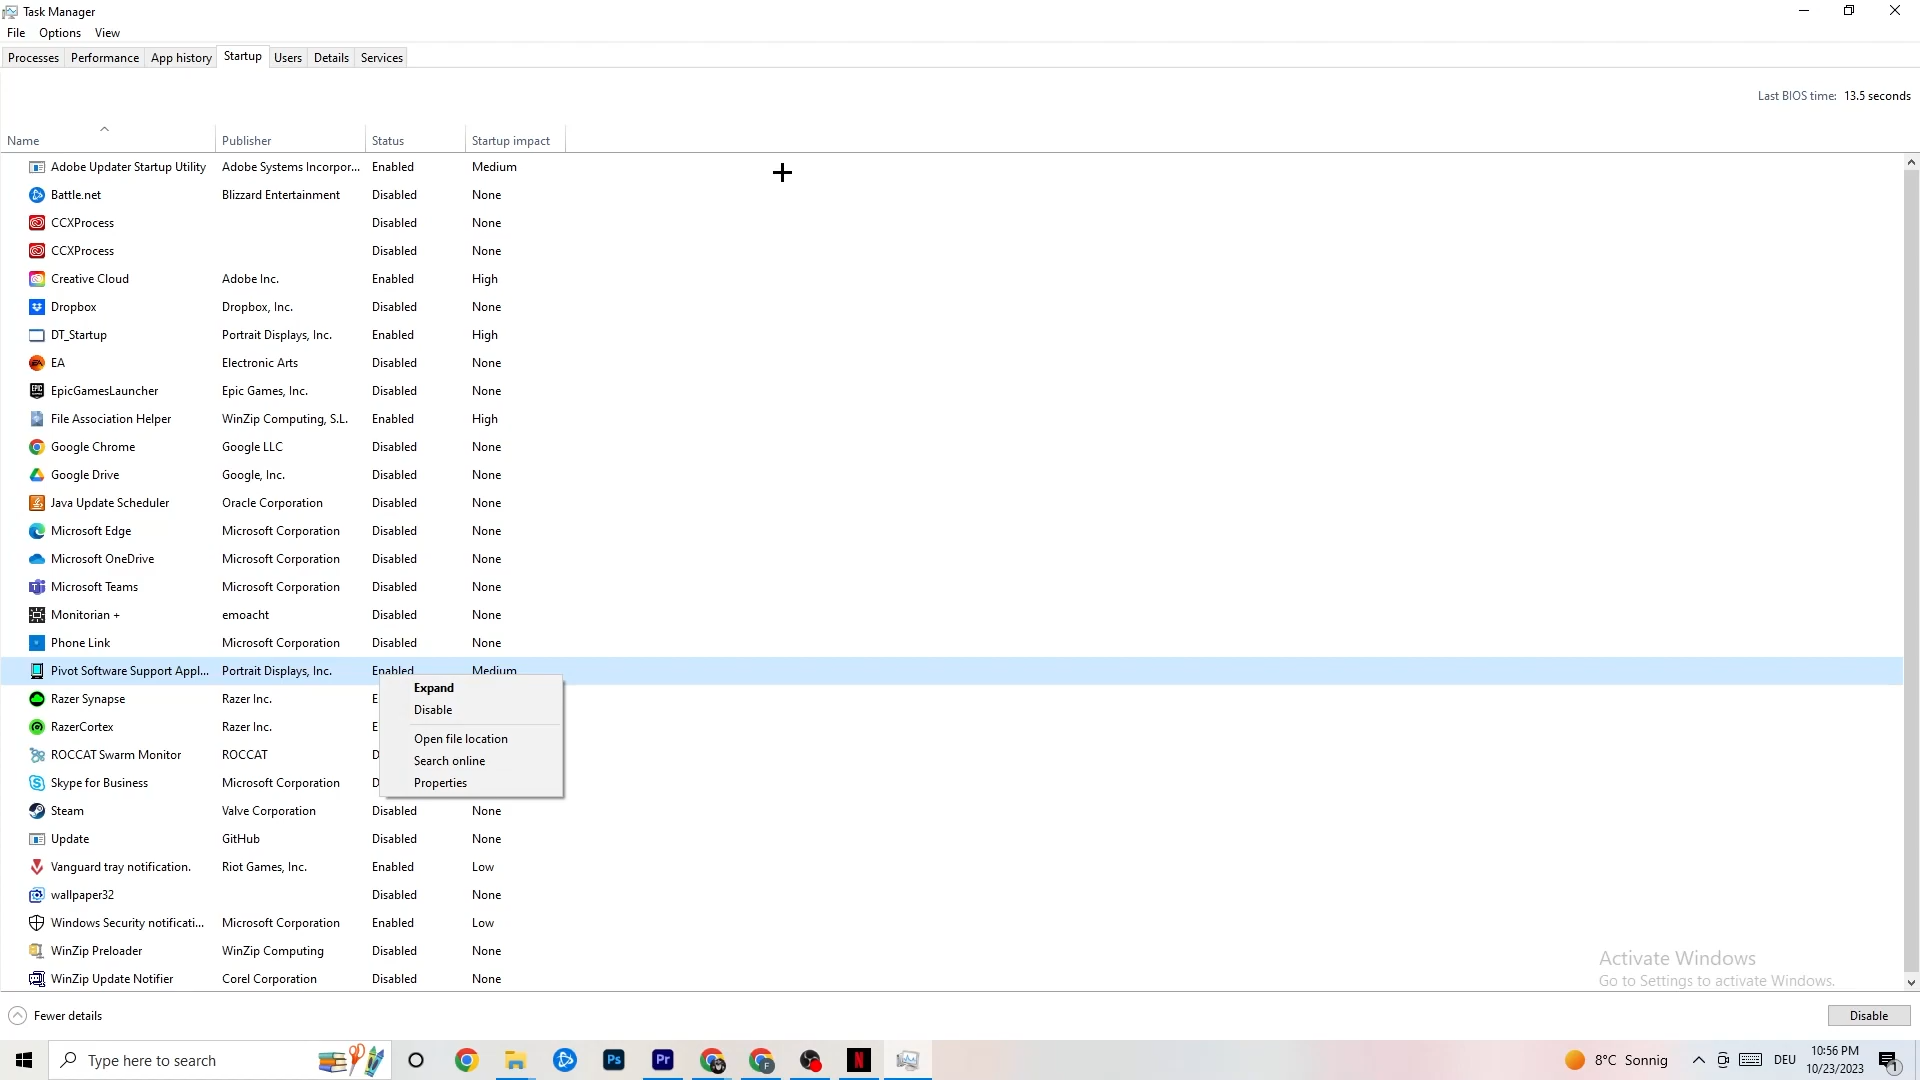 Task Manager
File Options View
Processes Performance App history Startup Users Details Services
Last BIOS time: 13.5 seconds
Name Publisher Status Startup impact
Adobe Updater Startup Utility Adobe Systems Incorpor... Enabled Medium
Battle.net Blizzard Entertainment Disabled None
CCXProcess Disabled None
CCXProcess Disabled None
Creative Cloud Adobe Inc. Enabled High
Dropbox Dropbox, Inc. Disabled None
DT_Startup Portrait Displays, Inc. Enabled High
EA Electronic Arts Disabled None
EpicGamesLauncher Epic Games, Inc. Disabled None
File Association Helper WinZip Computing, S.L. Enabled High
Google Chrome Google LLC Disabled None
Google Drive Google, Inc. Disabled None
Java Update Scheduler Oracle Corporation Disabled None
Microsoft Edge Microsoft Corporation Disabled None
Microsoft OneDrive Microsoft Corporation Disabled None
Microsoft Teams Microsoft Corporation Disabled None
Monitorian + emoacht Disabled None
Phone Link Microsoft Corporation Disabled None
Pivot Software Support Appl... Portrait Displays, Inc. Enabled Medium
Expand
Razer Synapse Razer Inc. E
Disable
RazerCortex Razer Inc. E
Open file location
ROCCAT Swarm Monitor ROCCAT D
Search online
Skype for Business Microsoft Corporation D
Properties
Steam Valve Corporation Disabled None
Update GitHub Disabled None
Vanguard tray notification. Riot Games, Inc. Enabled Low
wallpaper32 Disabled None
Windows Security notificati... Microsoft Corporation Enabled Low
WinZip Preloader WinZip Computing Disabled None
WinZip Update Notifier Corel Corporation Disabled None
Activate Windows
Go to Settings to activate Windows.
Fewer details Disable
Type here to search
8°C Sonnig DEU
10:56 PM
10/23/2023